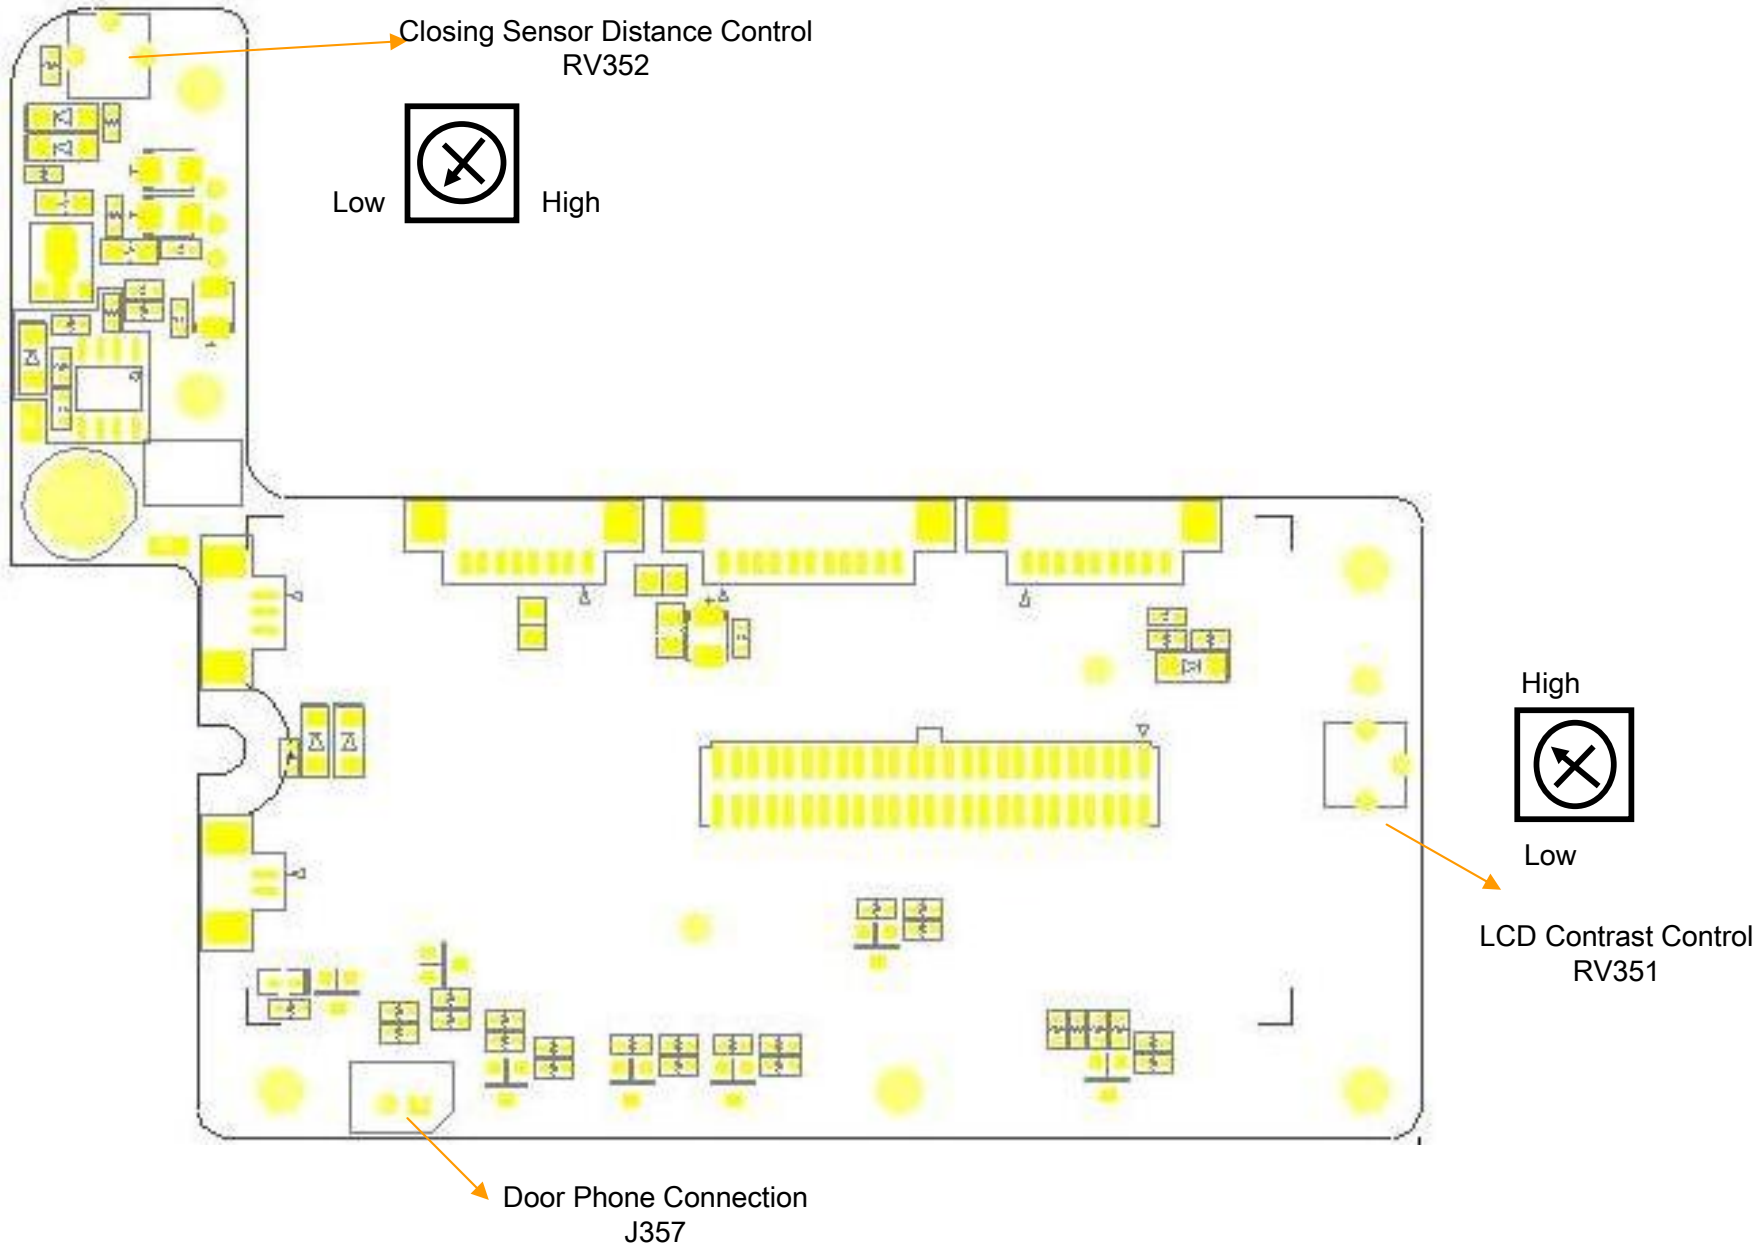 Closing Sensor Distance Control
RV352
Low
High
High
Low
LCD Contrast Control
RV351
Door Phone Connection
J357